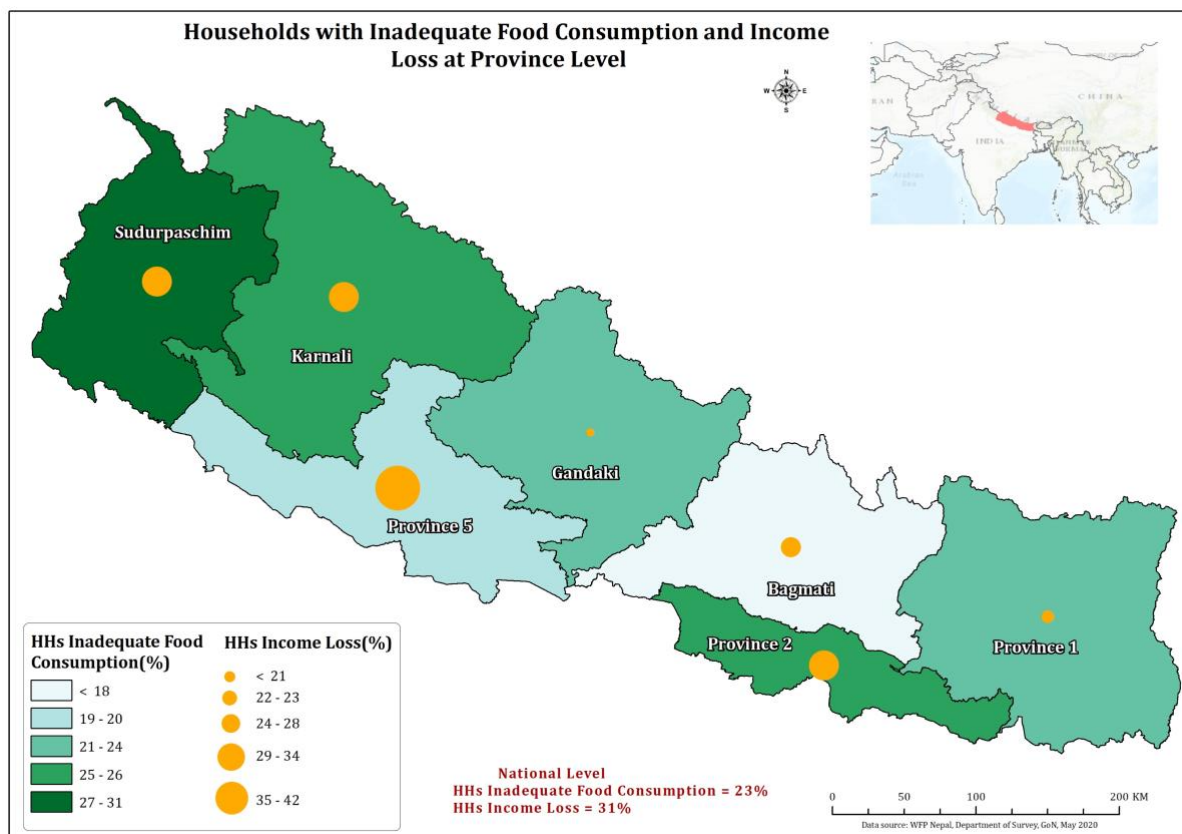 Households with Inadequate Food Consumption and Income
Loss at Province Level
N
W E
S
CHINA
INDIA
Sudurpaschim
Karnali
Gandaki
Province 5
Bagmati
Province 2
Province 1
HHs Inadequate Food
Consumption(%)
< 18
19 - 20
21 - 24
25 - 26
27 - 31
HHs Income Loss(%)
< 21
22 - 23
24 - 28
29 - 34
35 - 42
National Level
HHs Inadequate Food Consumption = 23%
HHs Income Loss = 31%
0 50 100 200 KM
Data source: WFP Nepal, Department of Survey, GoN, May 2020